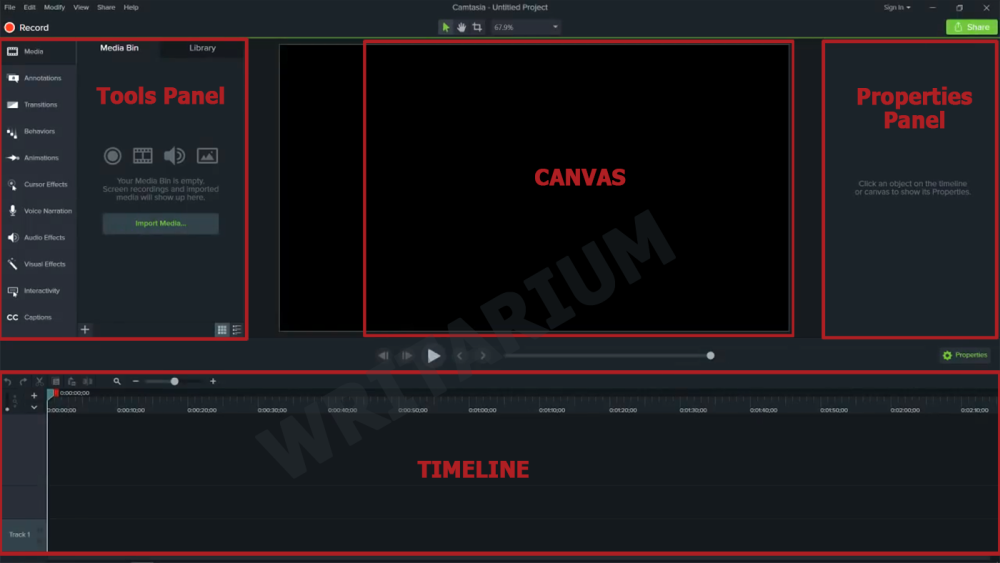 File Edit Modify View Share Help
Camtasia - Untitled Project
Sign In
Record
67.9%
Share
Media
Annotations
Transitions
Behaviors
Animations
Cursor Effects
Voice Narration
Audio Effects
Visual Effects
Interactivity
CC Captions
Media Bin Library
Tools Panel
Your Media Bin is empty.
Screen recordings and imported
media will show up here.
Import Media...
CANVAS
Properties
Panel
Click an object on the timeline
or canvas to show its Properties.
WRITARIUM
Properties
0:00:00;00
0:00:00;00 0:00:10;00 0:00:20;00 0:00:30;00 0:00:40;00 0:00:50;00 0:01:00;00 0:01:10;00 0:01:20;00 0:01:30;00 0:01:40;00 0:01:50;00 0:02:00;00 0:02:10;00
TIMELINE
Track 1